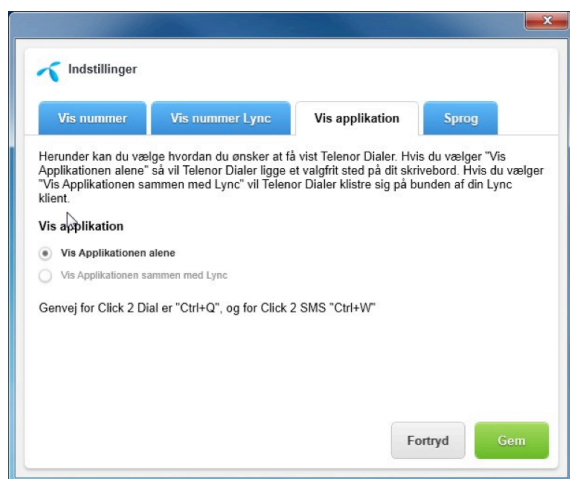 Indstillinger
Vis nummer
Vis nummer Lync
Vis applikation
Sprog
Herunder kan du vælge hvordan du ønsker at få vist Telenor Dialer. Hvis du vælger "Vis
Applikationen alene" så vil Telenor Dialer ligge et valgfrit sted på dit skrivebord. Hvis du vælger
"Vis Applikationen sammen med Lync" vil Telenor Dialer klistre sig på bunden af din Lync
klient.
Vis applikation
Vis Applikationen alene
Vis Applikationen sammen med Lync
Genvej for Click 2 Dial er "Ctrl+Q", og for Click 2 SMS "Ctrl+W"
Fortryd
Gem